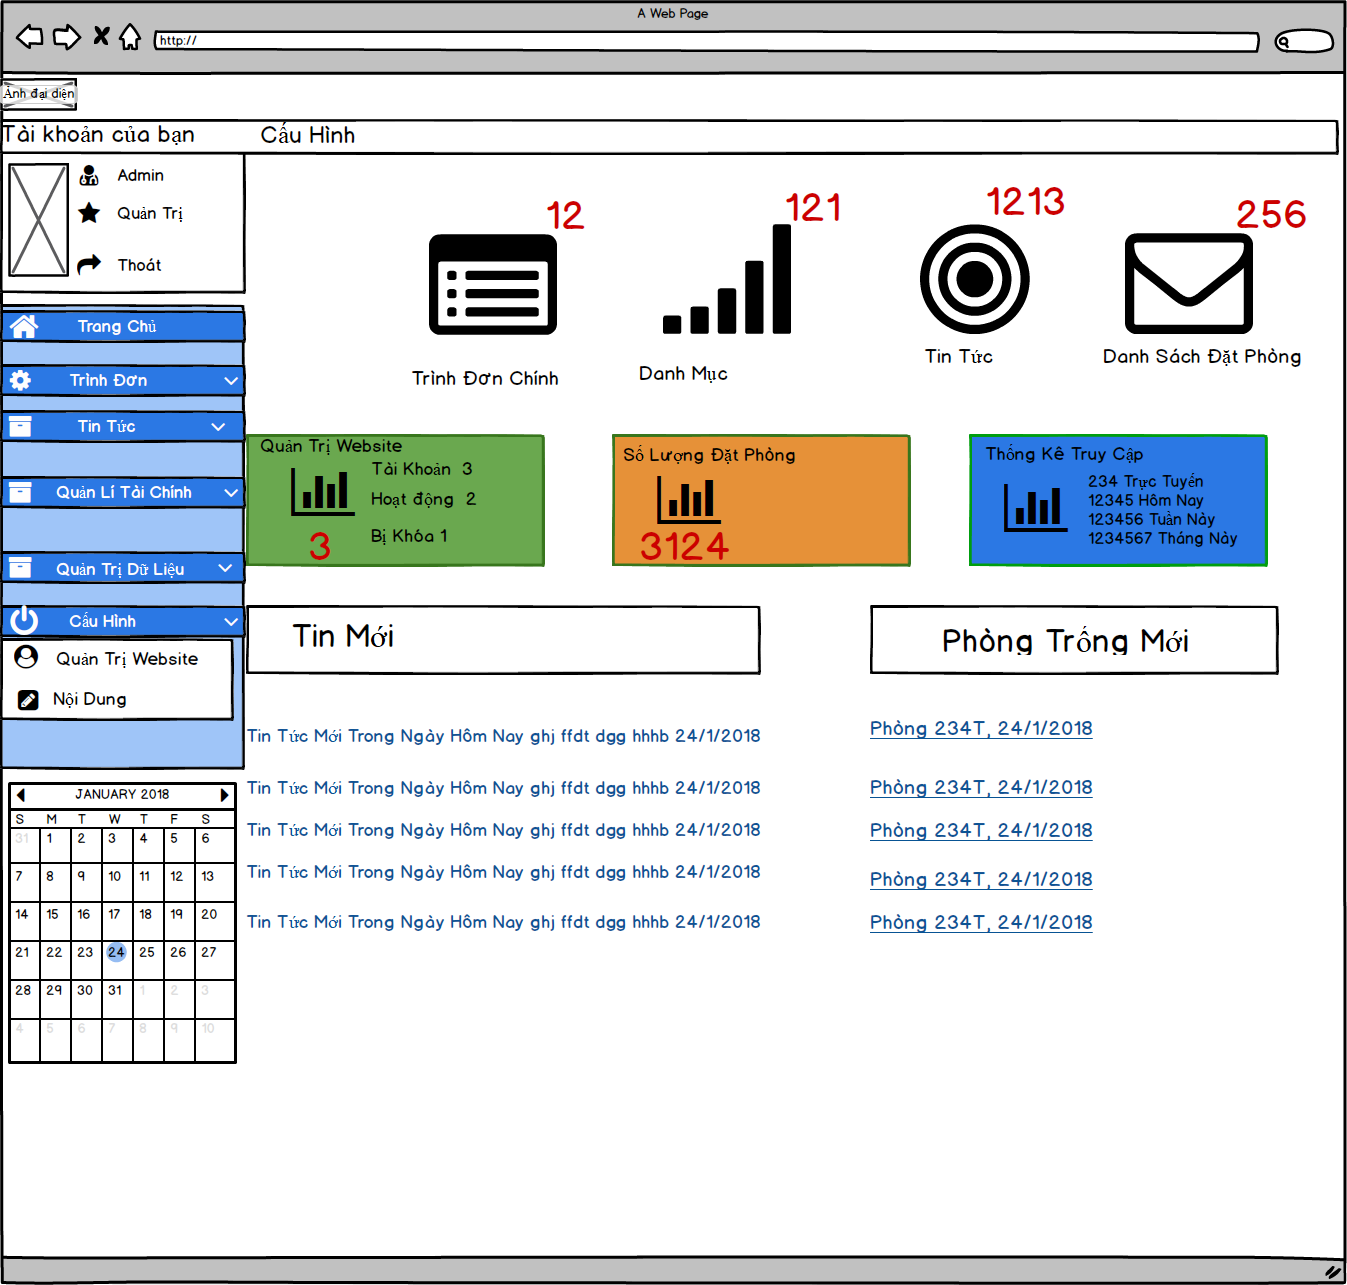 A Web Page
http://
Ảnh đại diện
Tài khoản của bạn
Cấu Hình
Admin
Quản Trị
Thoát
12
121
1213
256
Trình Đơn Chính
Danh Mục
Tin Tức
Danh Sách Đặt Phòng
Trang Chủ
Trình Đơn
Tin Tức
Quản Lí Tài Chính
Quản Trị Dữ Liệu
Cấu Hình
Quản Trị Website
Nội Dung
Quản Trị Website
Tài Khoản 3
Hoạt động 2
Bị Khóa 1
3
Số Lượng Đặt Phòng
3124
Thống Kê Truy Cập
234 Trực Tuyến
12345 Hôm Nay
123456 Tuần Này
1234567 Tháng Này
Tin Mới
Tin Tức Mới Trong Ngày Hôm Nay ghj ffdt dgg hhhb 24/1/2018
Tin Tức Mới Trong Ngày Hôm Nay ghj ffdt dgg hhhb 24/1/2018
Tin Tức Mới Trong Ngày Hôm Nay ghj ffdt dgg hhhb 24/1/2018
Tin Tức Mới Trong Ngày Hôm Nay ghj ffdt dgg hhhb 24/1/2018
Tin Tức Mới Trong Ngày Hôm Nay ghj ffdt dgg hhhb 24/1/2018
Phòng Trống Mới
Phòng 234T, 24/1/2018
Phòng 234T, 24/1/2018
Phòng 234T, 24/1/2018
Phòng 234T, 24/1/2018
Phòng 234T, 24/1/2018
JANUARY 2018
S M T W T F S
31 1 2 3 4 5 6
7 8 9 10 11 12 13
14 15 16 17 18 19 20
21 22 23 24 25 26 27
28 29 30 31 1 2 3
4 5 6 7 8 9 10